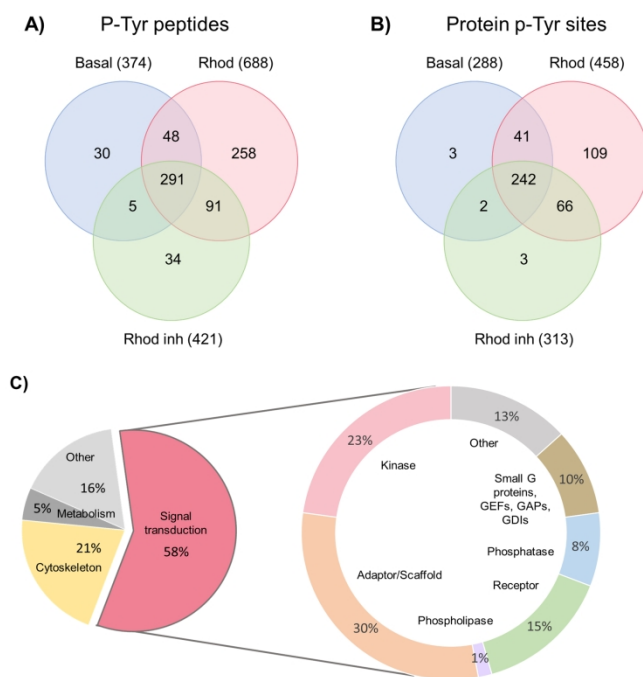 A) P-Tyr peptides
Basal (374) Rhod (688)
48
30 258
291
5 91
34
Rhod inh (421)
B) Protein p-Tyr sites
Basal (288) Rhod (458)
41
3 109
242
2 66
3
Rhod inh (313)
C)
Other
16%
5% Metabolism
21%
Cytoskeleton
Signal
transduction
58%
13%
Other
23%
Kinase
10%
Small G
proteins,
GEFs, GAPs,
GDIs
Phosphatase 8%
Receptor
15%
Adaptor/Scaffold
30%
Phospholipase
1%